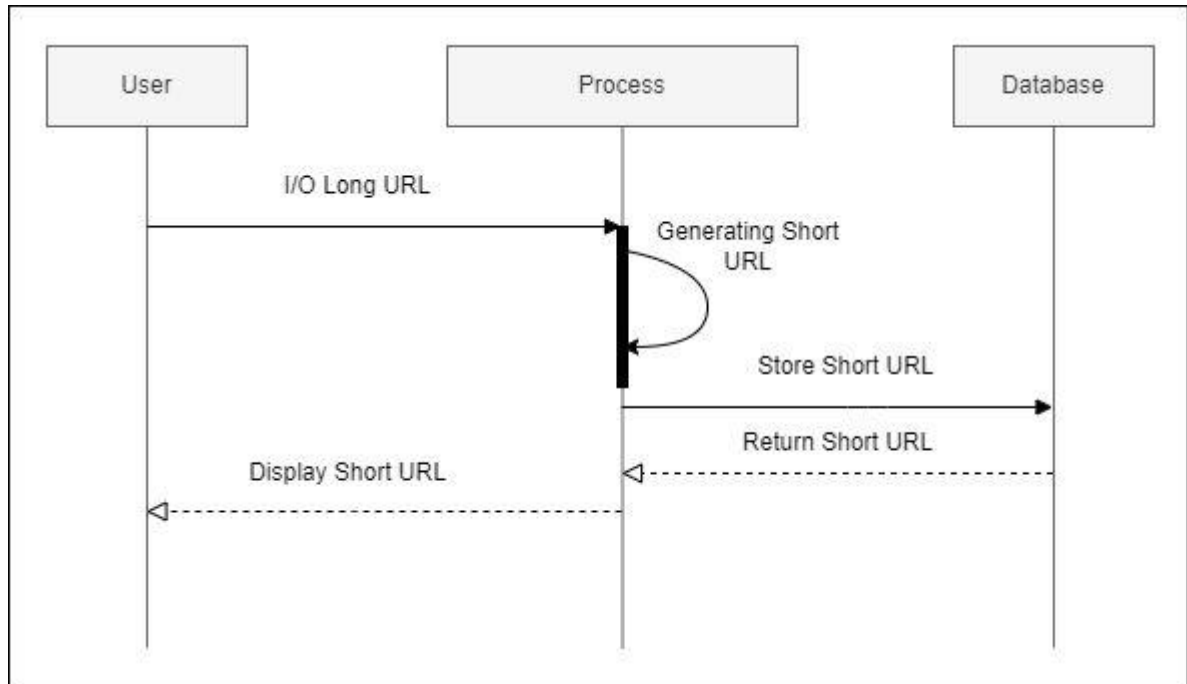 User
Process
Database
I/O Long URL
Generating Short
URL
Store Short URL
Return Short URL
Display Short URL